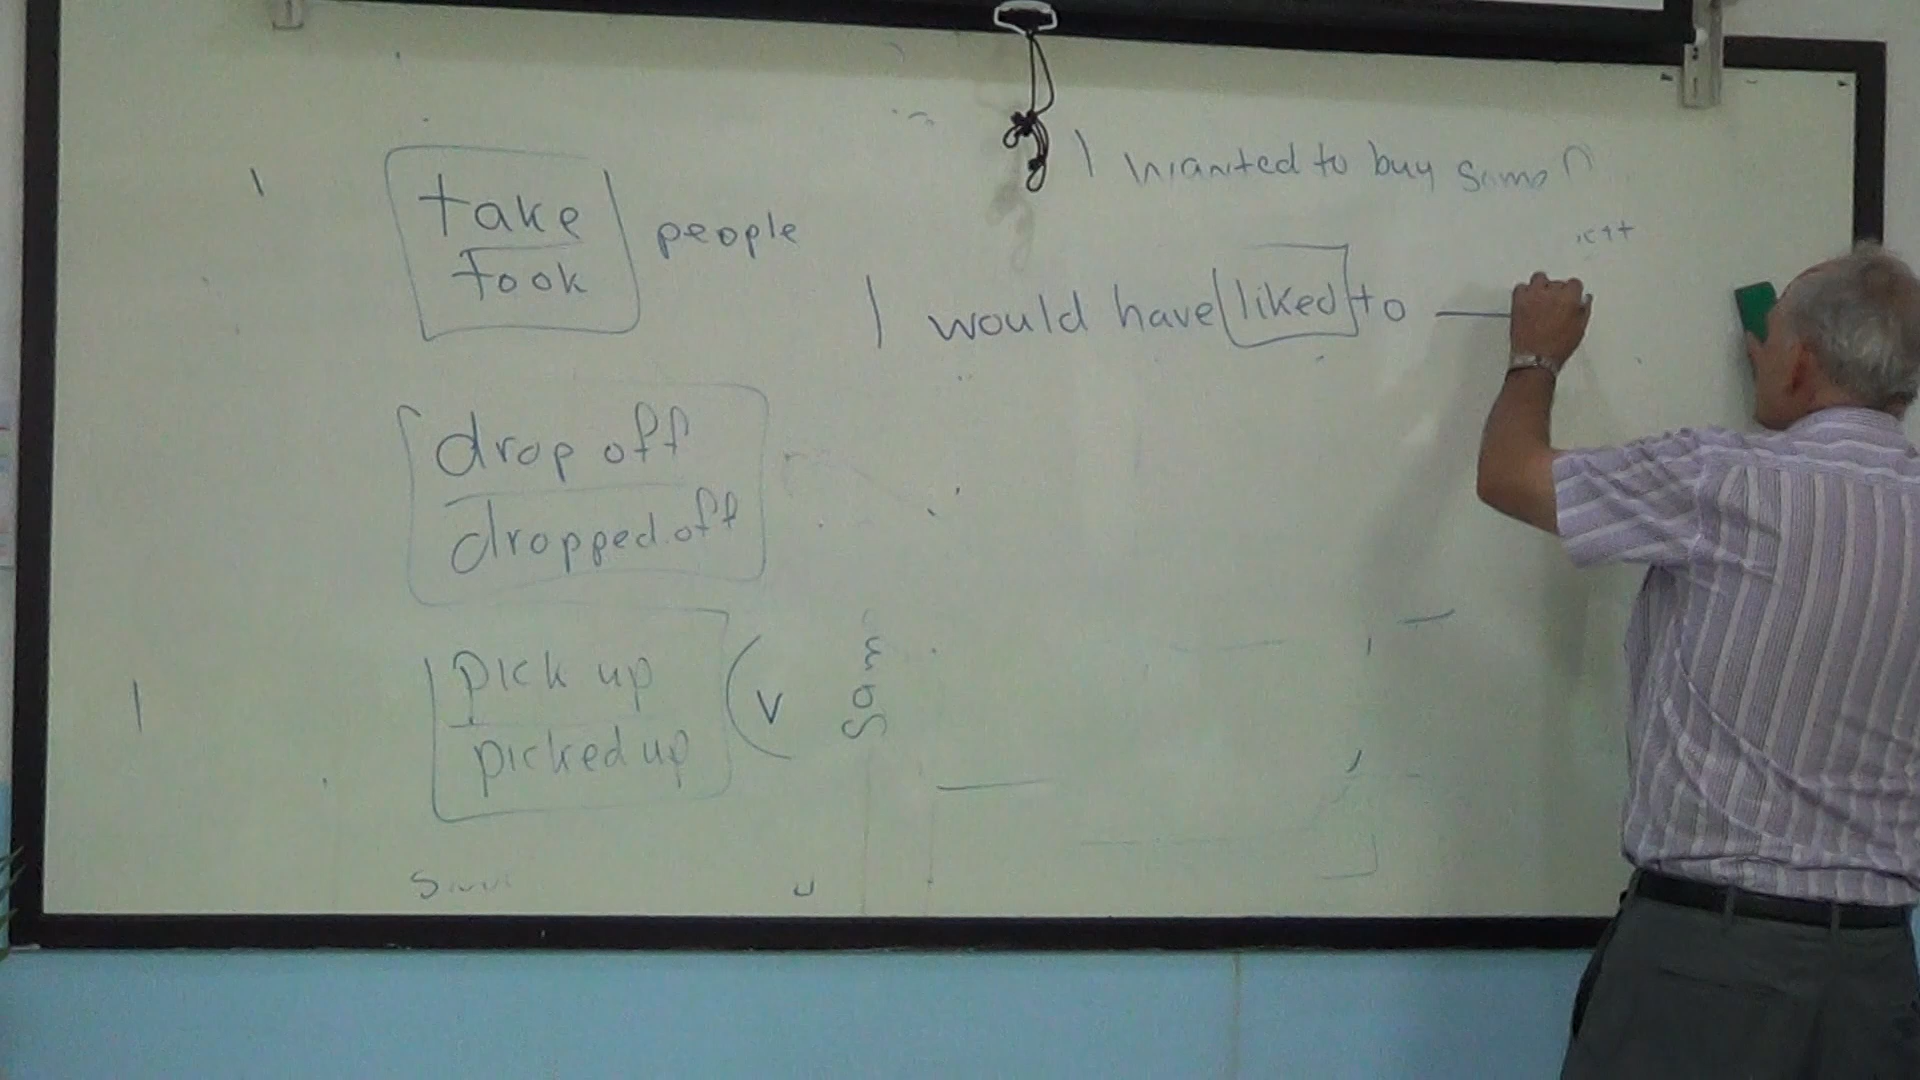 take
took
people
drop off
dropped off
pick up
picked up
V
Som
I wanted to buy some
I would have liked to